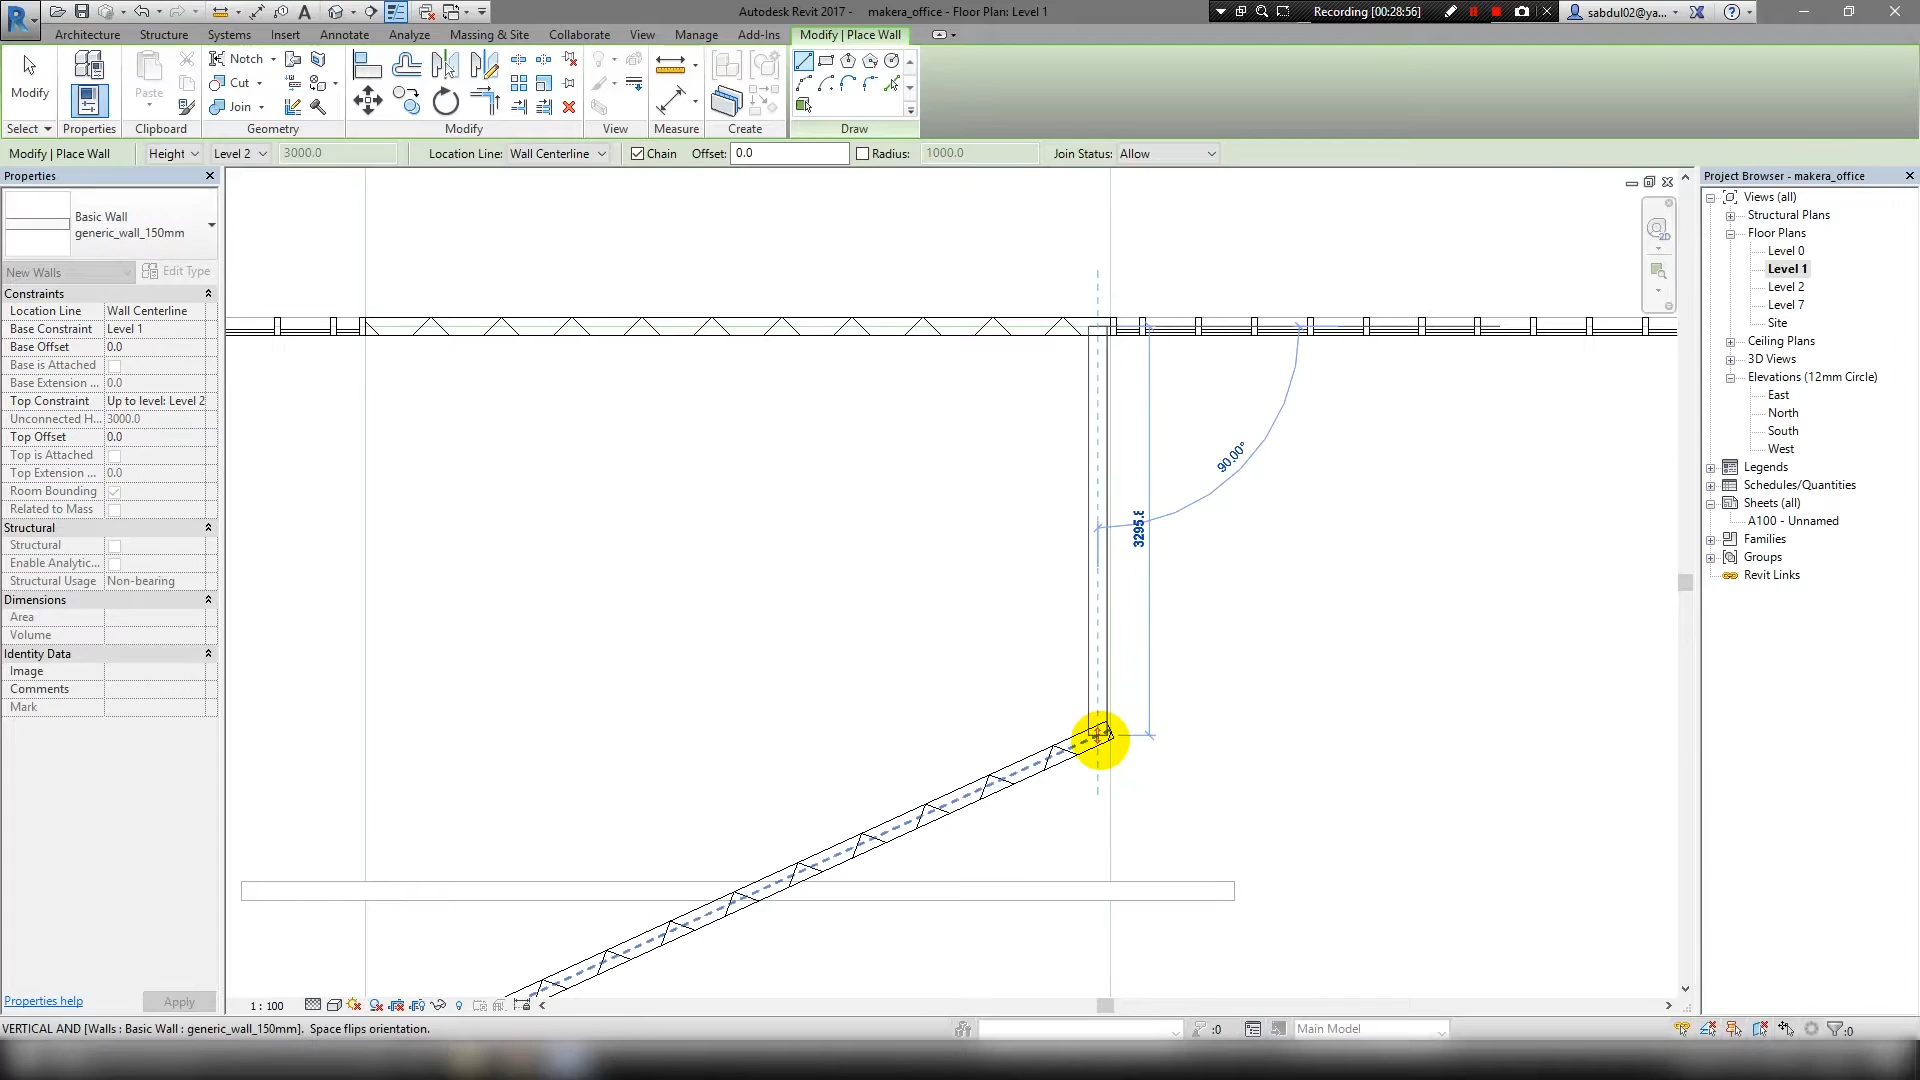 Autodesk Revit 2017 -    makera_office - Floor Plan: Level 1
Recording [00:28:56]
sabdul02@ya...
Architecture Structure Systems Insert Annotate Analyze Massing & Site Collaborate View Manage Add-Ins Modify | Place Wall
Modify
Paste
Notch
Cut
Join
Select Properties Clipboard Geometry Modify View Measure Create Draw
Modify | Place Wall Height Level 2 3000.0 Location Line: Wall Centerline Chain Offset: 0.0 Radius: 1000.0 Join Status: Allow
Properties
Basic Wall
generic_wall_150mm
New Walls Edit Type
Constraints
Location Line Wall Centerline
Base Constraint Level 1
Base Offset 0.0
Base is Attached
Base Extension ... 0.0
Top Constraint Up to level: Level 2
Unconnected H... 3000.0
Top Offset 0.0
Top is Attached
Top Extension ... 0.0
Room Bounding
Related to Mass
Structural
Structural
Enable Analytic...
Structural Usage Non-bearing
Dimensions
Area
Volume
Identity Data
Image
Comments
Mark
Properties help Apply
90.00°
3295.8
1 : 100
Project Browser - makera_office
Views (all)
Structural Plans
Floor Plans
Level 0
Level 1
Level 2
Level 7
Site
Ceiling Plans
3D Views
Elevations (12mm Circle)
East
North
South
West
Legends
Schedules/Quantities
Sheets (all)
A100 - Unnamed
Families
Groups
Revit Links
VERTICAL AND [Walls : Basic Wall : generic_wall_150mm].  Space flips orientation.
:0
Main Model
:0